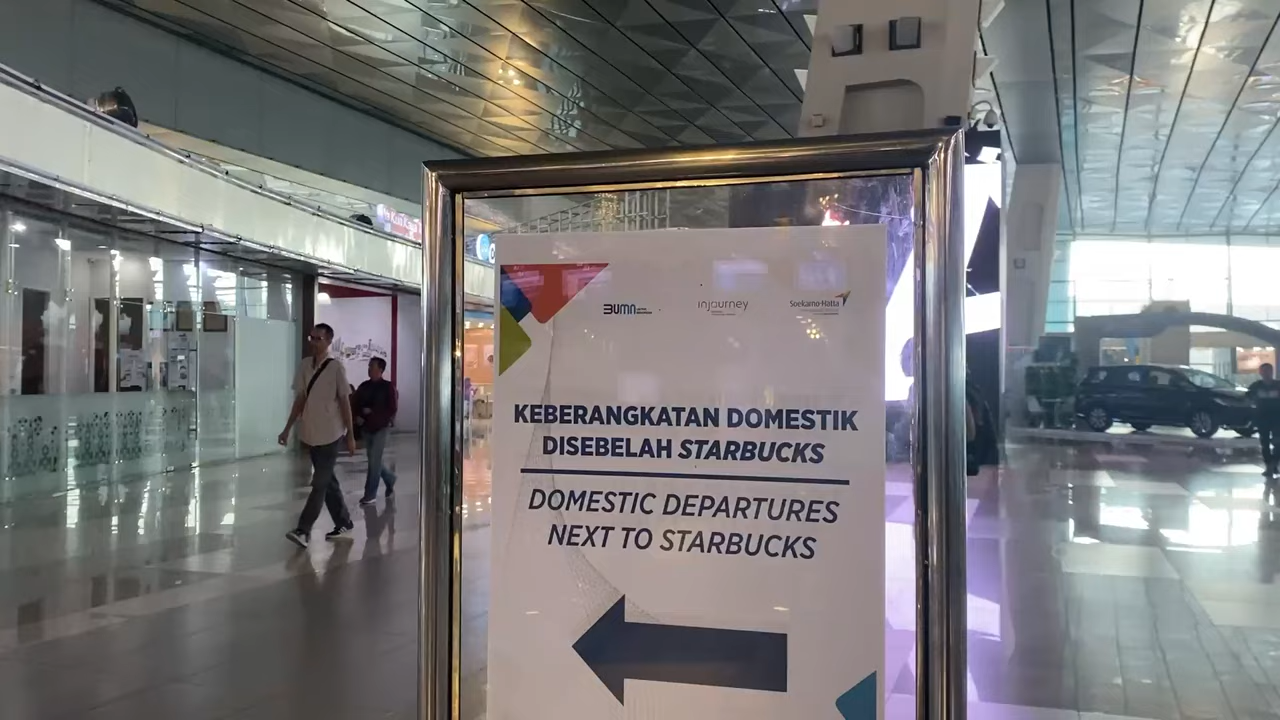 BUMN
injourney
Soekarno-Hatta
KEBERANGKATAN DOMESTIK
DISEBELAH STARBUCKS
DOMESTIC DEPARTURES
NEXT TO STARBUCKS